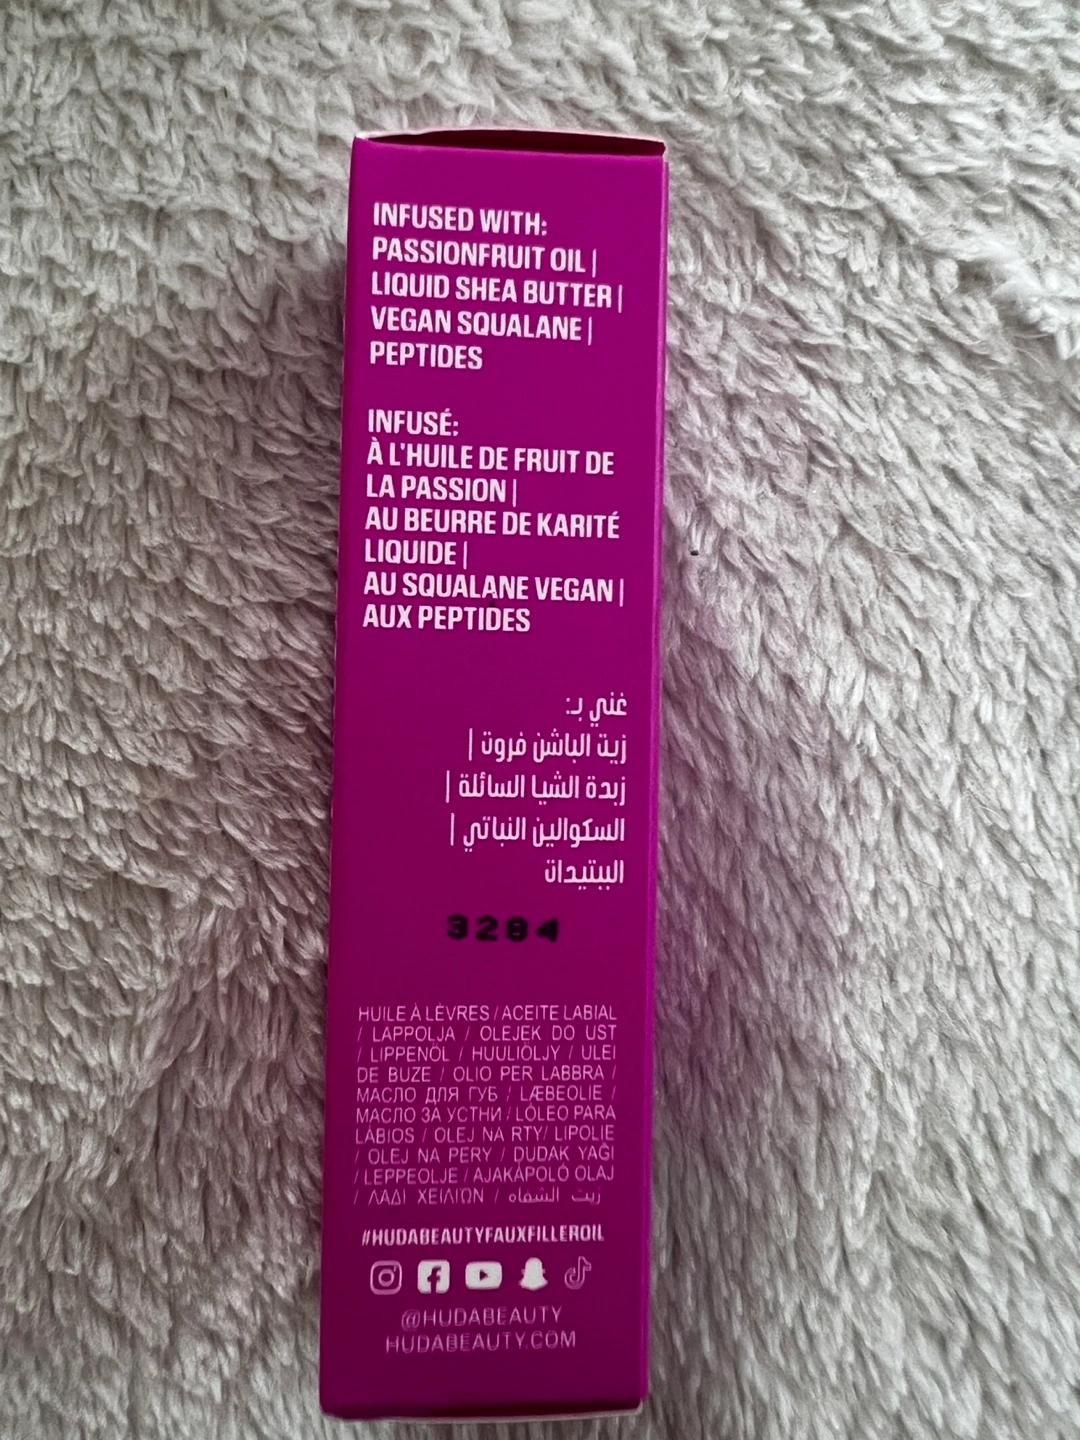 INFUSED WITH:
PASSIONFRUIT OIL |
LIQUID SHEA BUTTER |
VEGAN SQUALANE |
PEPTIDES
INFUSÉ:
À L'HUILE DE FRUIT DE
LA PASSION |
AU BEURRE DE KARITÉ
LIQUIDE |
AU SQUALANE VEGAN |
AUX PEPTIDES
غني بـ:
زيت الباشن فروت |
زبدة الشيا السائلة |
السكوالين النباتي |
الببتيدات
3284
HUILE À LÈVRES / ACEITE LABIAL
/ LÄPPOLJA / OLEJEK DO UST
/ LIPPENÖL / HUULIÖLJY / ULEI
DE BUZE / OLIO PER LABBRA /
МАСЛО ДЛЯ ГУБ / LÆBEOLIE /
МАСЛО ЗА УСТНИ / LÓLEO PARA
LÁBIOS / OLEJ NA RTY/ LIPOLIE
/ OLEJ NA PERY / DUDAK YAĞI
/ LEPPEOLJE / AJAKÁPOLÓ OLAJ
/ ΛΑΔΙ ΧΕΙΛΙΩΝ / زيت الشفاه
#HUDABEAUTYFAUXFILLEROIL
@HUDABEAUTY
HUDABEAUTY.COM